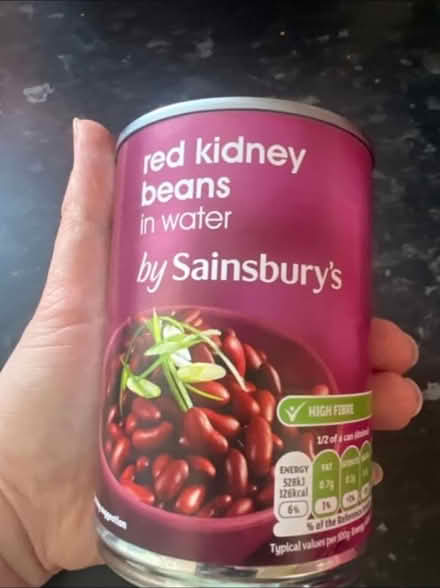 red kidney
beans
in water
by Sainsbury's
HIGH FIBRE
1/2 of a can
ENERGY
528kJ
126kcal
6%
FAT
0.7g
1%
% of the Reference
Typical values per 100g: Energy